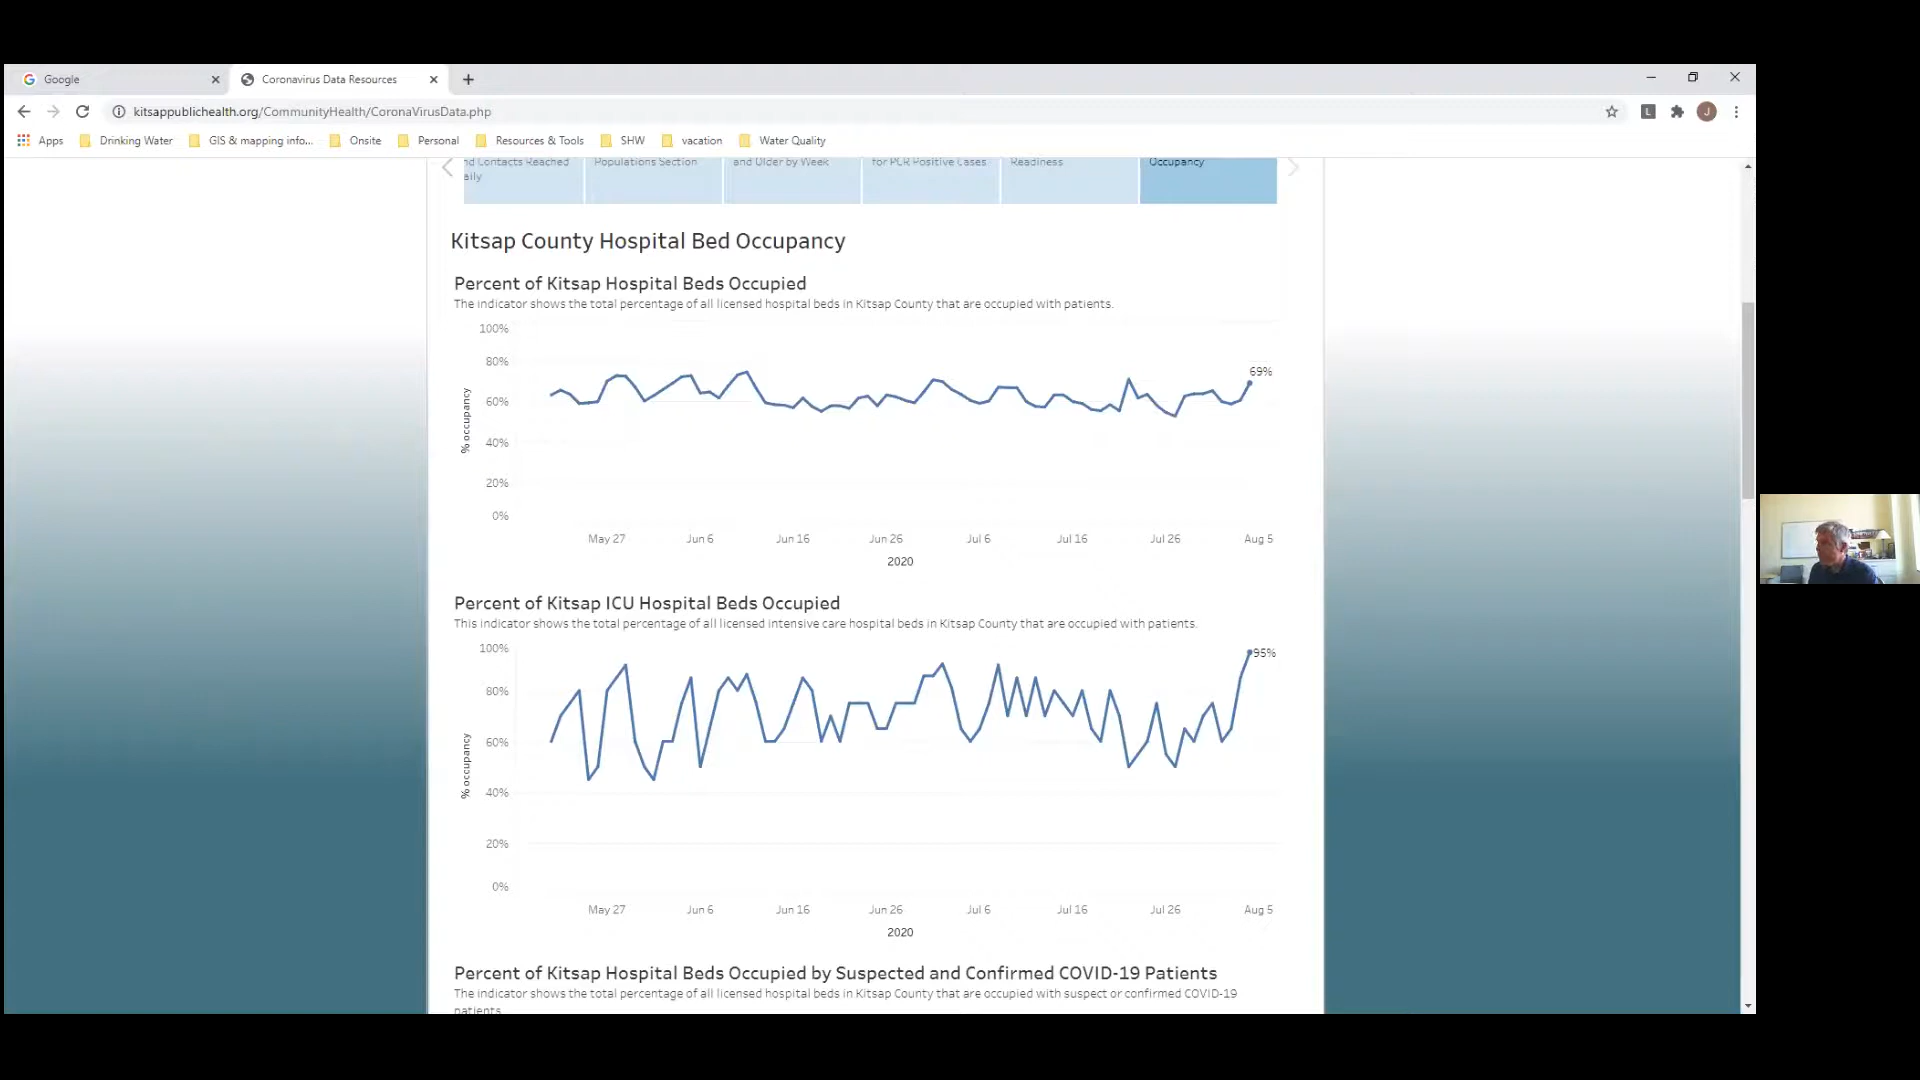 Google
Coronavirus Data Resources
kitsappublichealth.org/CommunityHealth/CoronaVirusData.php
Apps Drinking Water GIS & mapping info... Onsite Personal Resources & Tools SHW vacation Water Quality
nd Contacts Reached Populations Section and Older by Week for PCR Positive Cases Readiness Occupancy
aily
Kitsap County Hospital Bed Occupancy
Percent of Kitsap Hospital Beds Occupied
The indicator shows the total percentage of all licensed hospital beds in Kitsap County that are occupied with patients.
100%
80%
60%
40%
20%
0%
% occupancy
69%
May 27 Jun 6 Jun 16 Jun 26 Jul 6 Jul 16 Jul 26 Aug 5
2020
Percent of Kitsap ICU Hospital Beds Occupied
This indicator shows the total percentage of all licensed intensive care hospital beds in Kitsap County that are occupied with patients.
100%
80%
60%
40%
20%
0%
% occupancy
95%
May 27 Jun 6 Jun 16 Jun 26 Jul 6 Jul 16 Jul 26 Aug 5
2020
Percent of Kitsap Hospital Beds Occupied by Suspected and Confirmed COVID-19 Patients
The indicator shows the total percentage of all licensed hospital beds in Kitsap County that are occupied with suspect or confirmed COVID-19
patients